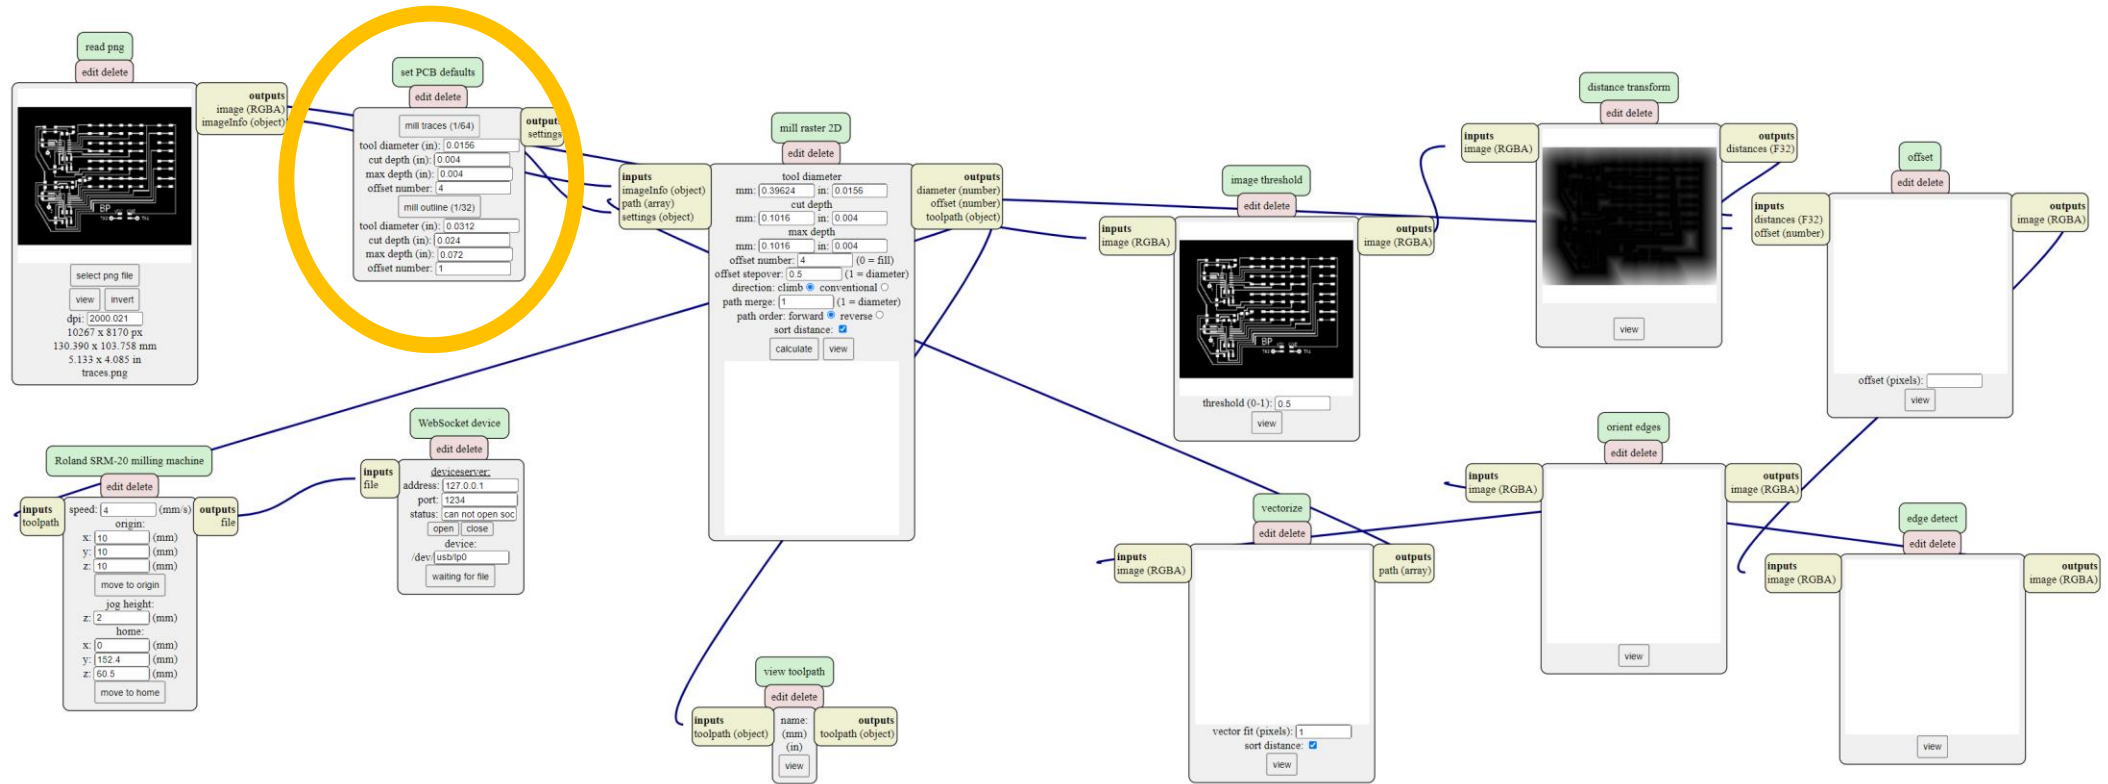 read png
edit delete
outputs
image (RGBA)
imageInfo (object)
select png file
view invert
dpi: 2000.021
10267 x 8170 px
130.390 x 103.758 mm
5.133 x 4.085 in
traces.png
set PCB defaults
edit delete
mill traces (1/64)
tool diameter (in): 0.0156
cut depth (in): 0.004
max depth (in): 0.004
offset number: 4
mill outline (1/32)
tool diameter (in): 0.0312
cut depth (in): 0.024
max depth (in): 0.072
offset number: 1
outputs
settings
mill raster 2D
edit delete
inputs
imageInfo (object)
path (array)
settings (object)
tool diameter
mm: 0.39624 in: 0.0156
cut depth
mm: 0.1016 in: 0.004
max depth
mm: 0.1016 in: 0.004
offset number: 4 (0 = fill)
offset stepover: 0.5 (1 = diameter)
direction: climb conventional
path merge: 1 (1 = diameter)
path order: forward reverse
sort distance:
calculate view
outputs
diameter (number)
offset (number)
toolpath (object)
image threshold
edit delete
inputs
image (RGBA)
BP
threshold (0-1): 0.5
view
outputs
image (RGBA)
distance transform
edit delete
inputs
image (RGBA)
view
outputs
distances (F32)
offset
edit delete
inputs
distances (F32)
offset (number)
offset (pixels):
view
outputs
image (RGBA)
Roland SRM-20 milling machine
edit delete
inputs
toolpath
speed: 4 (mm/s)
origin:
x: 10 (mm)
y: 10 (mm)
z: 10 (mm)
move to origin
jog height:
z: 2 (mm)
home:
x: 0 (mm)
y: 152.4 (mm)
z: 60.5 (mm)
move to home
outputs
file
WebSocket device
edit delete
inputs
file
deviceserver:
address: 127.0.0.1
port: 1234
status: can not open soc
open close
device:
/dev/ usb/lp0
waiting for file
view toolpath
edit delete
inputs
toolpath (object)
name:
(mm)
(in)
view
outputs
toolpath (object)
vectorize
edit delete
inputs
image (RGBA)
vector fit (pixels): 1
sort distance:
view
outputs
path (array)
orient edges
edit delete
inputs
image (RGBA)
view
outputs
image (RGBA)
edge detect
edit delete
inputs
image (RGBA)
view
outputs
image (RGBA)